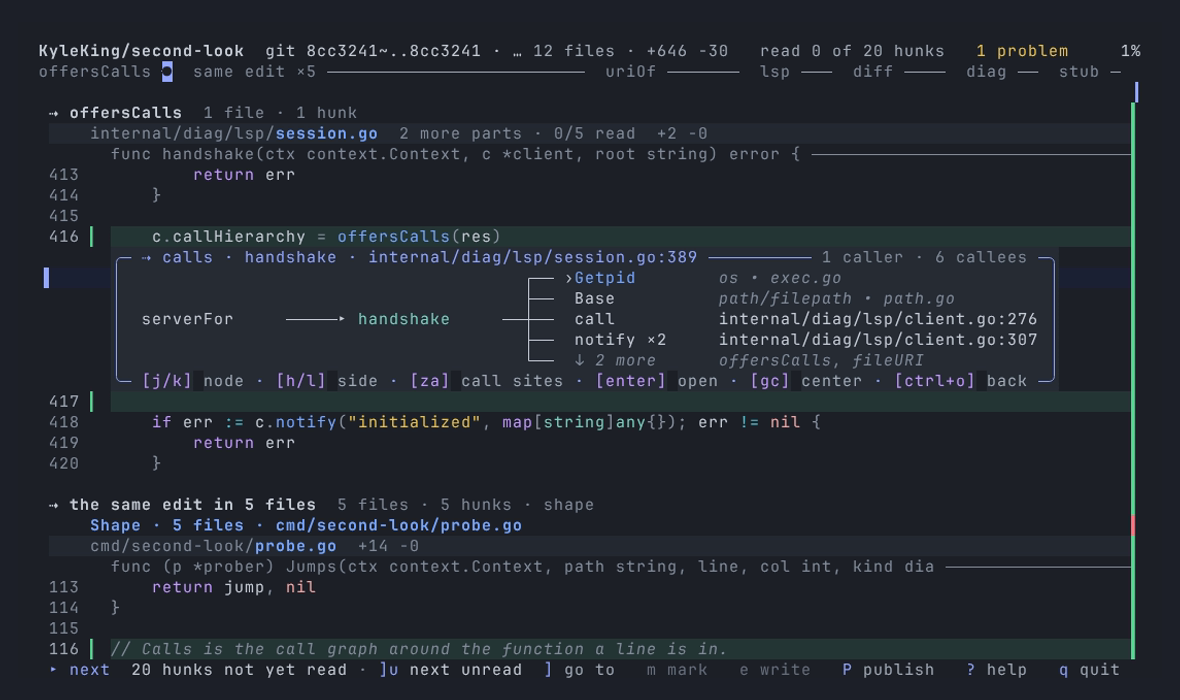 KyleKing/second-look  git 8cc3241~..8cc3241 · … 12 files · +646 -30   read 0 of 20 hunks   1 problem     1%
offersCalls  same edit ×5  uriOf  lsp  diff  diag  stub
⇢ offersCalls  1 file · 1 hunk
internal/diag/lsp/session.go  2 more parts · 0/5 read  +2 -0
func handshake(ctx context.Context, c *client, root string) error {
413          return err
414      }
415
416      c.callHierarchy = offersCalls(res)
⇢ calls · handshake · internal/diag/lsp/session.go:389  1 caller · 6 callees
›Getpid  os • exec.go
Base  path/filepath • path.go
serverFor  handshake  call  internal/diag/lsp/client.go:276
notify ×2  internal/diag/lsp/client.go:307
↓ 2 more  offersCalls, fileURI
[j/k] node · [h/l] side · [za] call sites · [enter] open · [gc] center · [ctrl+o] back
417
418      if err := c.notify("initialized", map[string]any{}); err != nil {
419          return err
420      }
⇢ the same edit in 5 files  5 files · 5 hunks · shape
Shape · 5 files · cmd/second-look/probe.go
cmd/second-look/probe.go  +14 -0
func (p *prober) Jumps(ctx context.Context, path string, line, col int, kind dia
113      return jump, nil
114  }
115
116  // Calls is the call graph around the function a line is in.
▸ next  20 hunks not yet read · ]u next unread  ] go to   m mark   e write   P publish   ? help   q quit